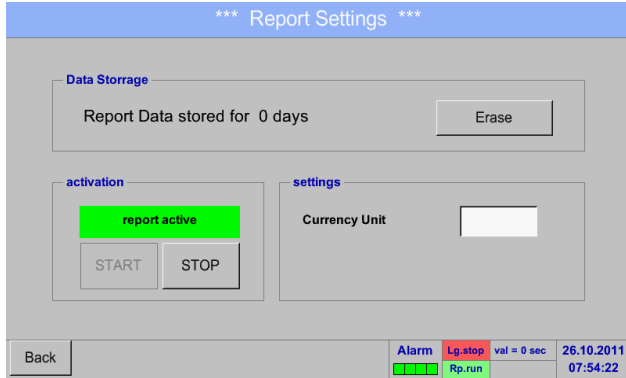 *** Report Settings ***
Data Storrage
Report Data stored for 0 days
Erase
activation
report active
START
STOP
settings
Currency Unit
Back
Alarm
Lg.stop
val = 0 sec
26.10.2011
Rp.run
07:54:22